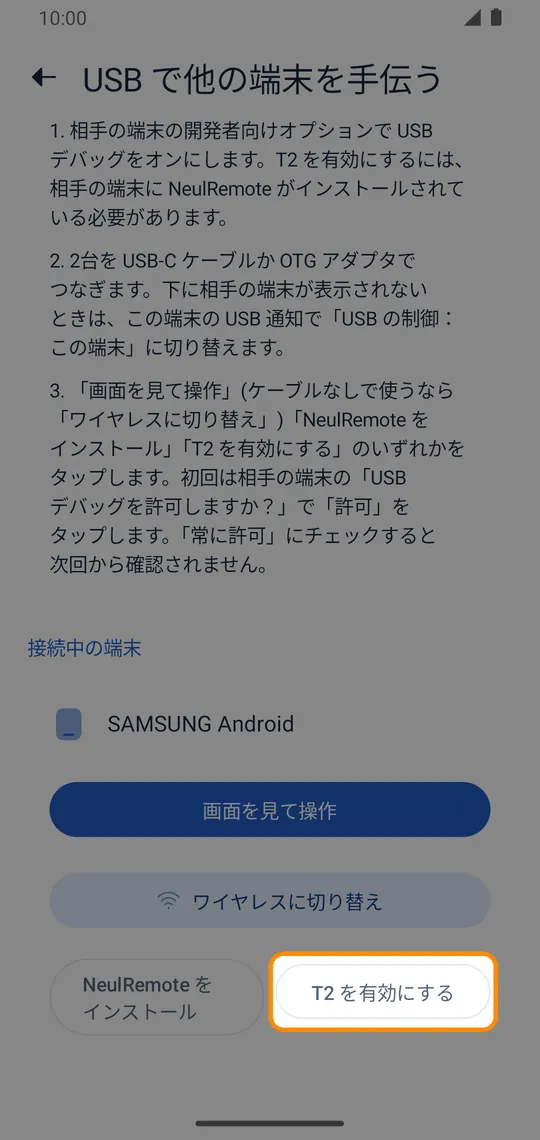 10:00
USB で他の端末を手伝う
1. 相手の端末の開発者向けオプションで USB
デバッグをオンにします。T2 を有効にするには、
相手の端末に NeulRemote がインストールされて
いる必要があります。
2. 2台を USB-C ケーブルか OTG アダプタで
つなぎます。下に相手の端末が表示されない
ときは、この端末の USB 通知で「USB の制御：
この端末」に切り替えます。
3. 「画面を見て操作」(ケーブルなしで使うなら
「ワイヤレスに切り替え」)「NeulRemote を
インストール」「T2 を有効にする」のいずれかを
タップします。初回は相手の端末の「USB
デバッグを許可しますか？」で「許可」を
タップします。「常に許可」にチェックすると
次回から確認されません。
接続中の端末
SAMSUNG Android
画面を見て操作
ワイヤレスに切り替え
NeulRemote を
インストール
T2 を有効にする